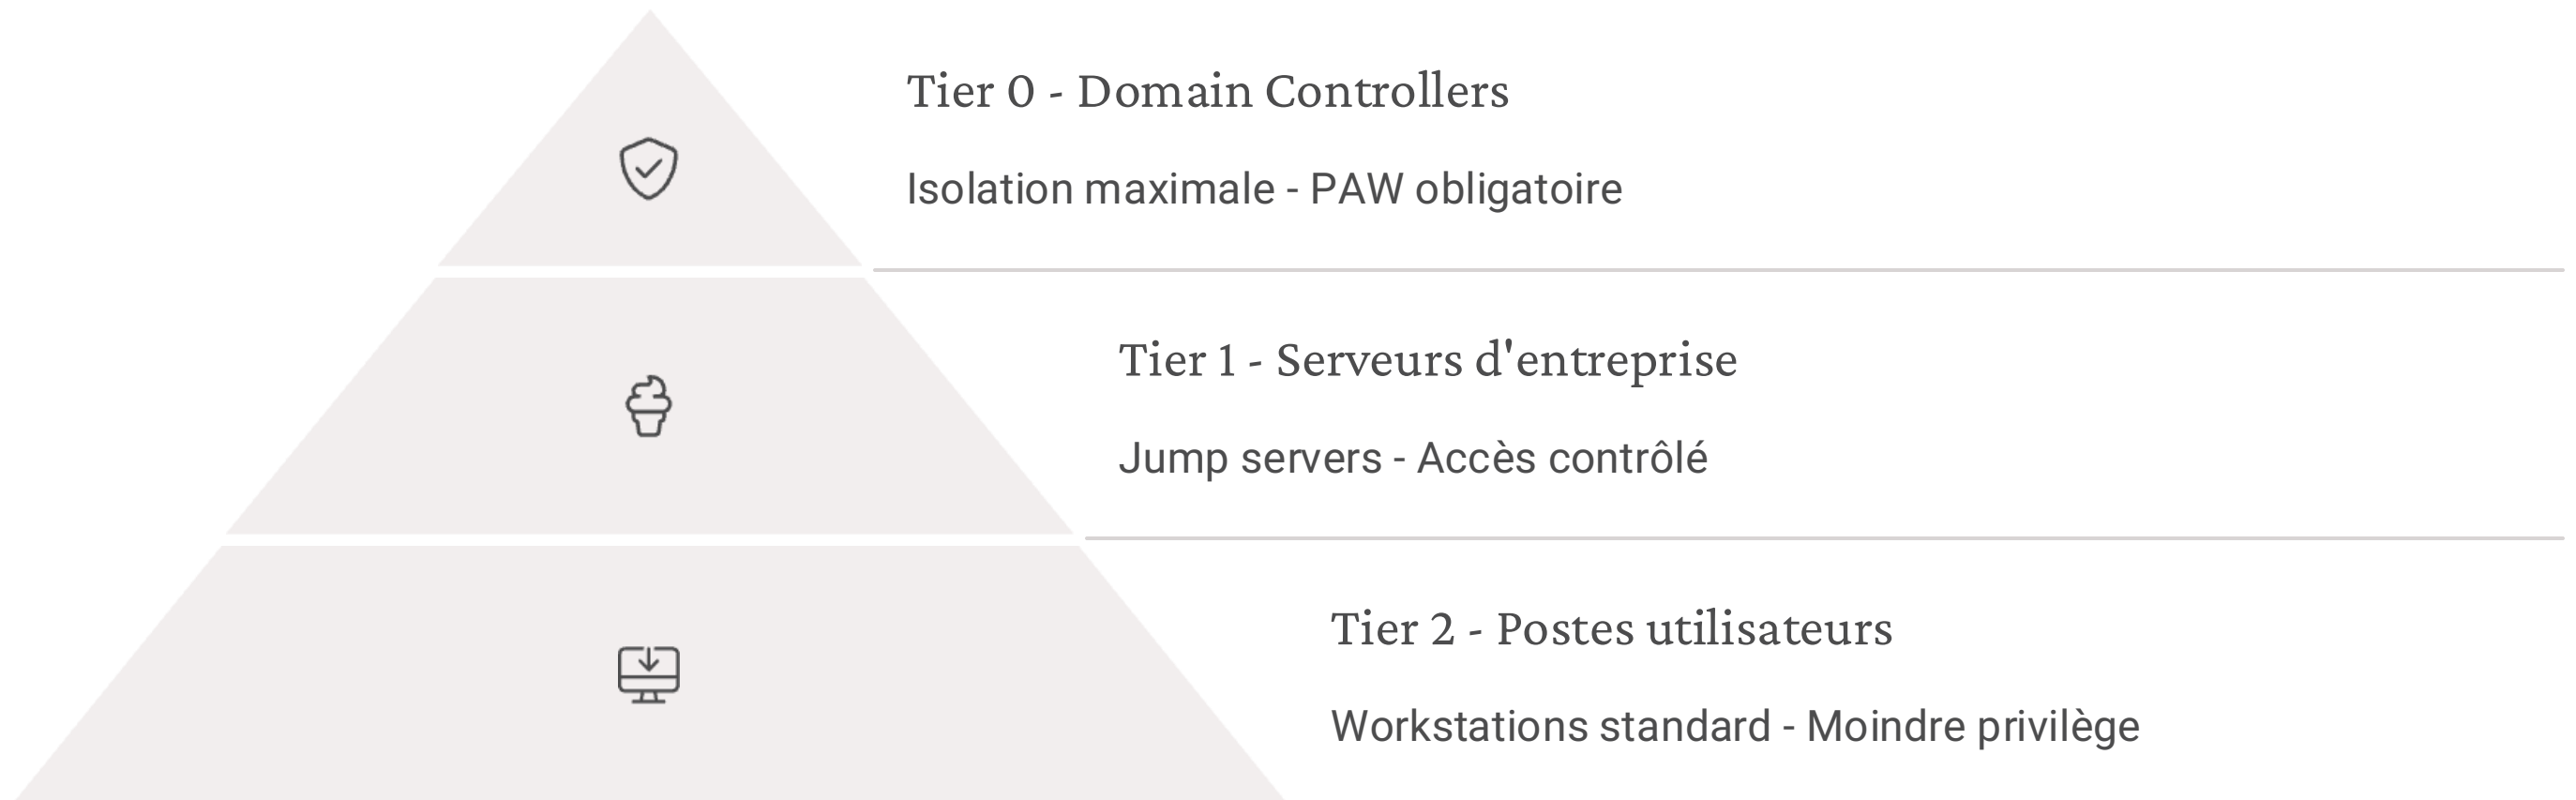 Tier 0 - Domain Controllers
Isolation maximale - PAW obligatoire
Tier 1 - Serveurs d'entreprise
Jump servers - Accès contrôlé
Tier 2 - Postes utilisateurs
Workstations standard - Moindre privilège